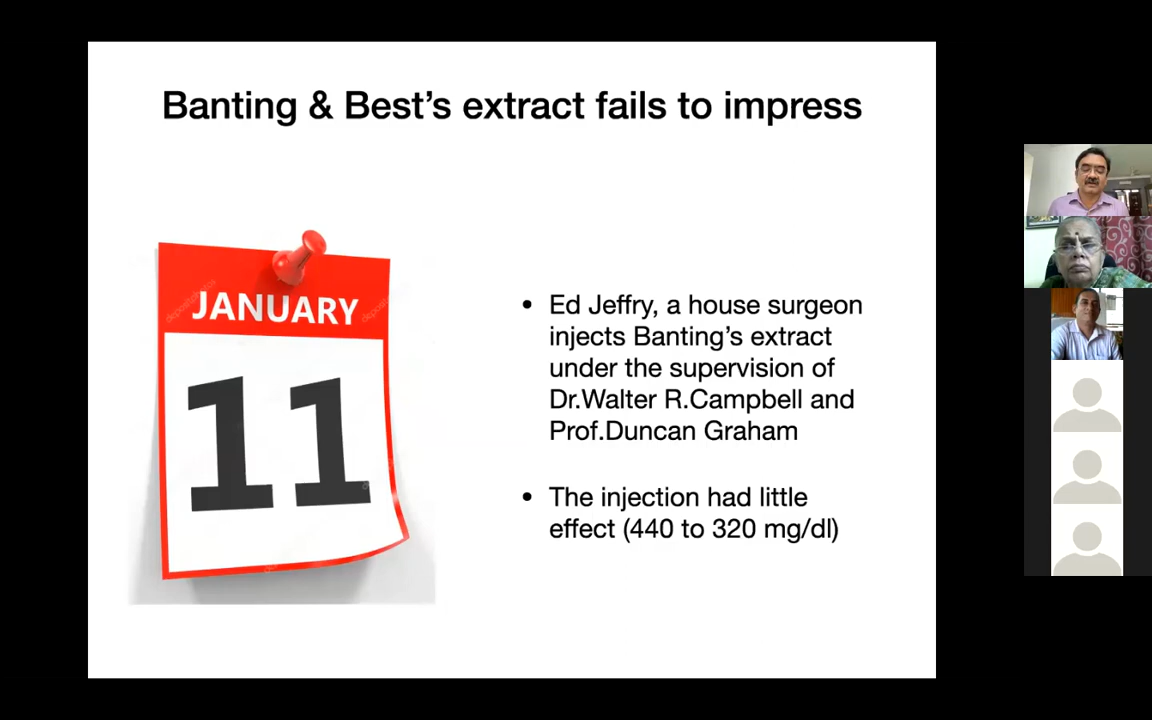 Banting & Best’s extract fails to impress
JANUARY
11
• Ed Jeffry, a house surgeon
injects Banting’s extract
under the supervision of
Dr.Walter R.Campbell and
Prof.Duncan Graham
• The injection had little
effect (440 to 320 mg/dl)